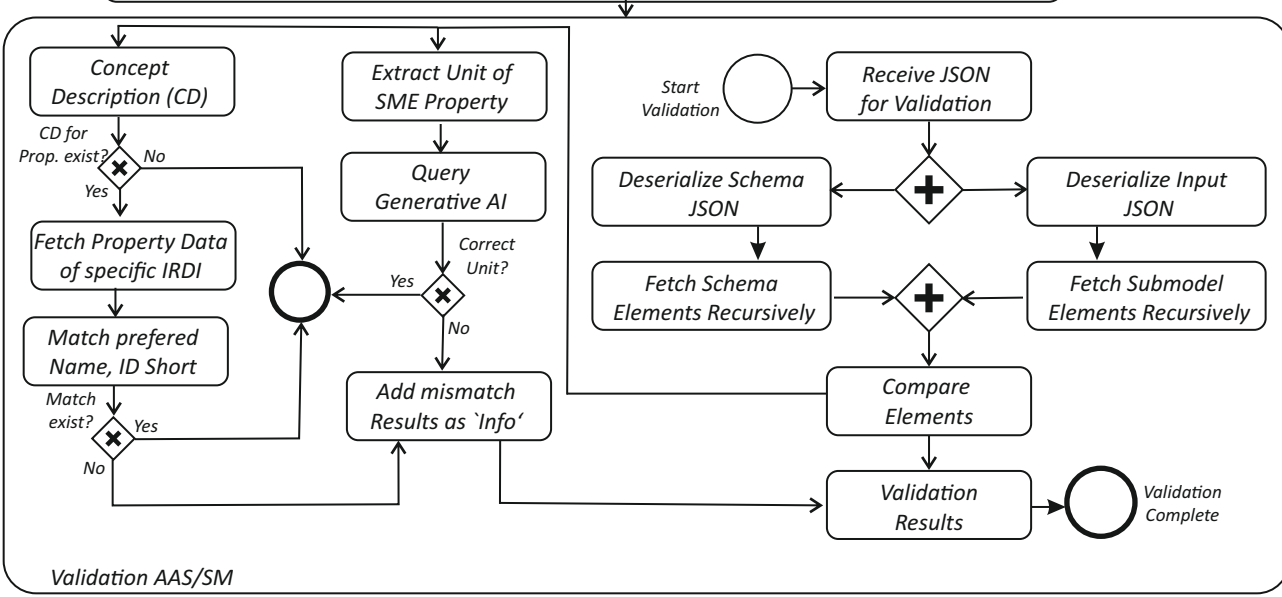 Concept
Description (CD)
CD for
Prop. exist?
No
Yes
Fetch Property Data
of specific IRDI
Match prefered
Name, ID Short
Match
exist?
Yes
No
Extract Unit of
SME Property
Query
Generative AI
Correct
Unit?
Yes
No
Add mismatch
Results as `Info‘
Start
Validation
Receive JSON
for Validation
Deserialize Schema
JSON
Deserialize Input
JSON
Fetch Schema
Elements Recursively
Fetch Submodel
Elements Recursively
Compare
Elements
Validation
Results
Validation
Complete
Validation AAS/SM